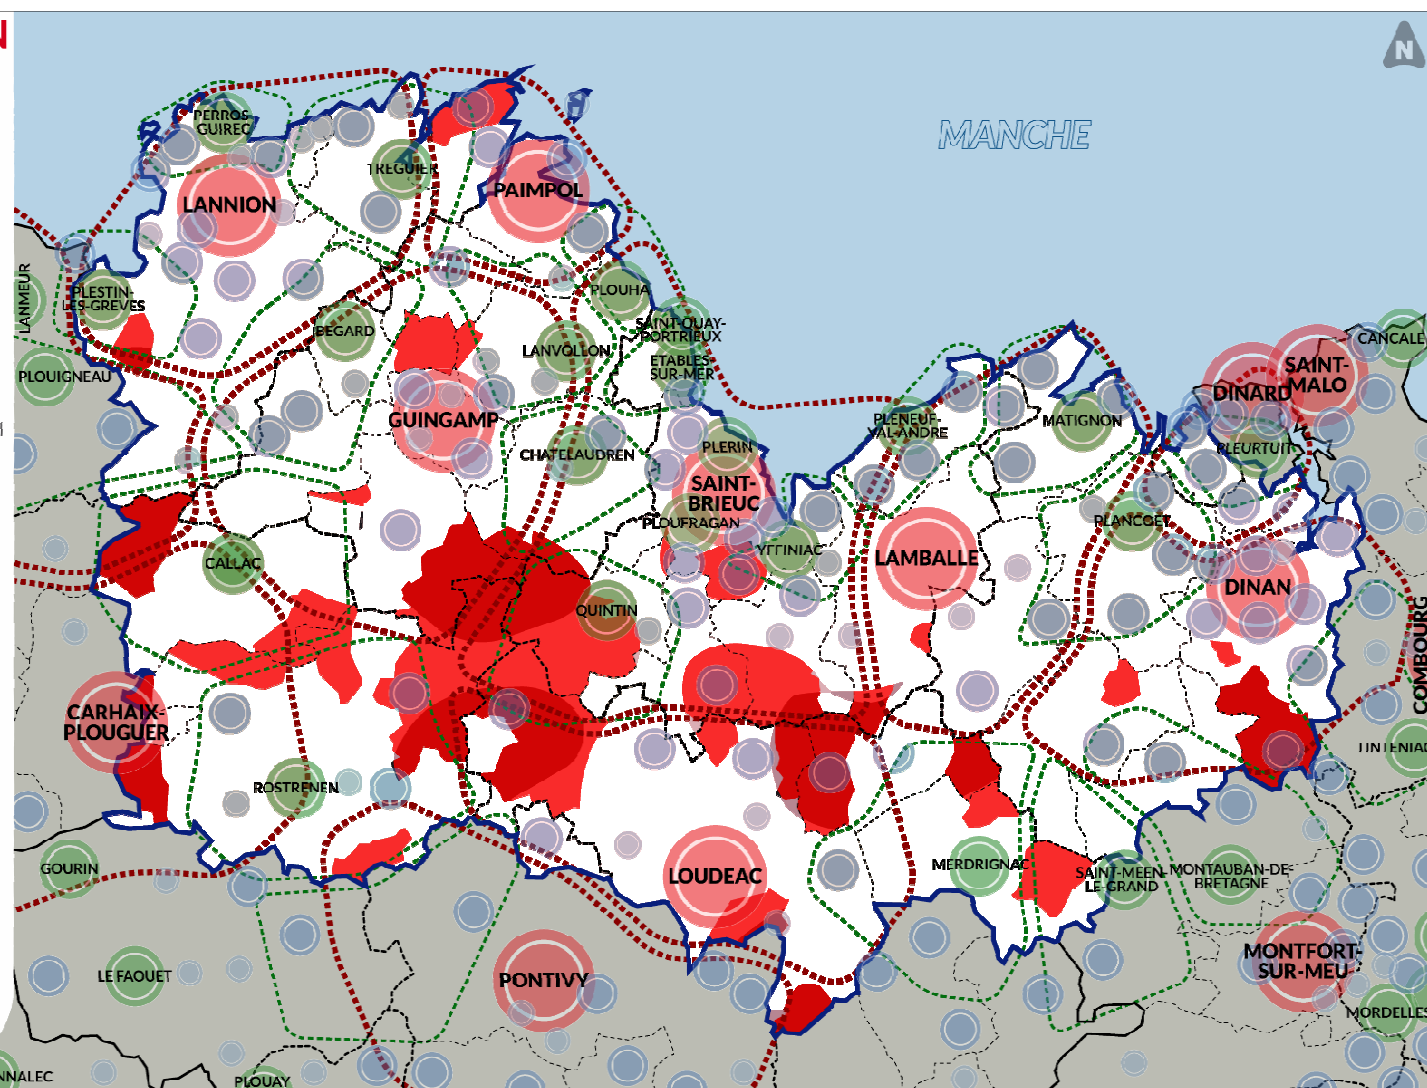 N
N
MANCHE
PERROS-
GUIREC
TREGUIER
LANNION
PAIMPOL
LANMEUR
PLESTIN-
LES-GREVES
PLOUHA
BEGARD
SAINT-QUAY-
PORTRIEUX
LANVOLLON
ETABLES-
SUR-MER
PLOUIGNEAU
CANCALE
SAINT-
MALO
DINARD
GUINGAMP
PLENEUF-
VAL-ANDRE
MATIGNON
PLERIN
PLEURTUIT
CHATELAUDREN
SAINT-
BRIEUC
PLOUFRAGAN
PLANCOET
YFFINIAC
LAMBALLE
CALLAC
DINAN
QUINTIN
COMBOURG
CARHAIX-
PLOUGUER
TINTENIAC
ROSTRENEN
GOURIN
LOUDEAC
MERDRIGNAC
SAINT-MEEN-
LE-GRAND
MONTAUBAN-DE-
BRETAGNE
LE FAOUET
PONTIVY
MONTFORT-
SUR-MEU
MORDELLES
NNALEC
PLOUAY